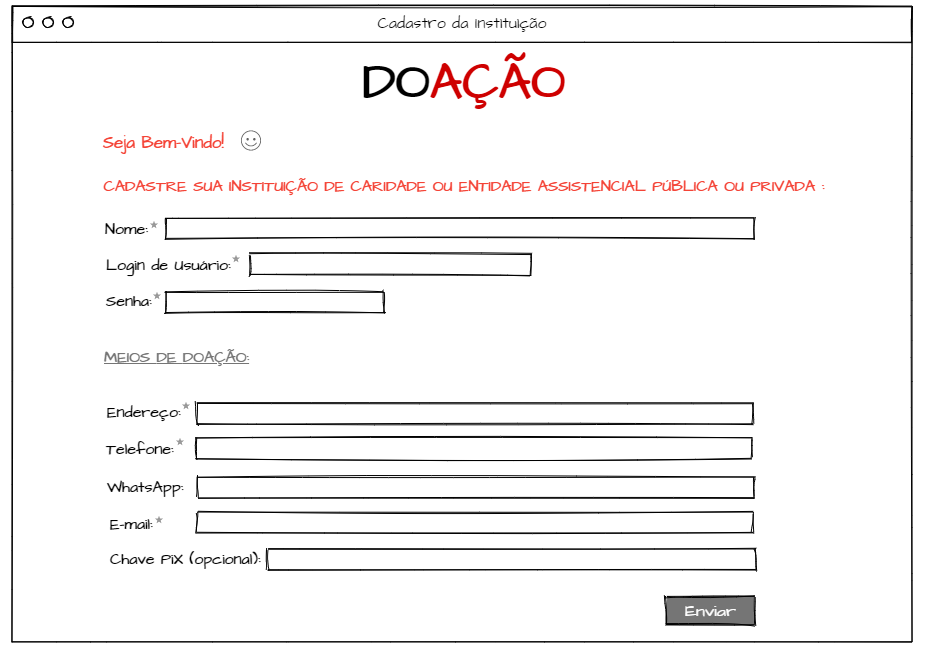 Cadastro da Instituição
DOAÇÃO
Seja Bem-Vindo!
CADASTRE SUA INSTITUIÇÃO DE CARIDADE OU ENTIDADE ASSISTENCIAL PÚBLICA OU PRIVADA :
Nome:*
Login de Usuário:*
Senha:*
MEIOS DE DOAÇÃO:
Endereço:*
Telefone:*
WhatsApp:
E-mail:*
Chave PIX (opcional):
Enviar